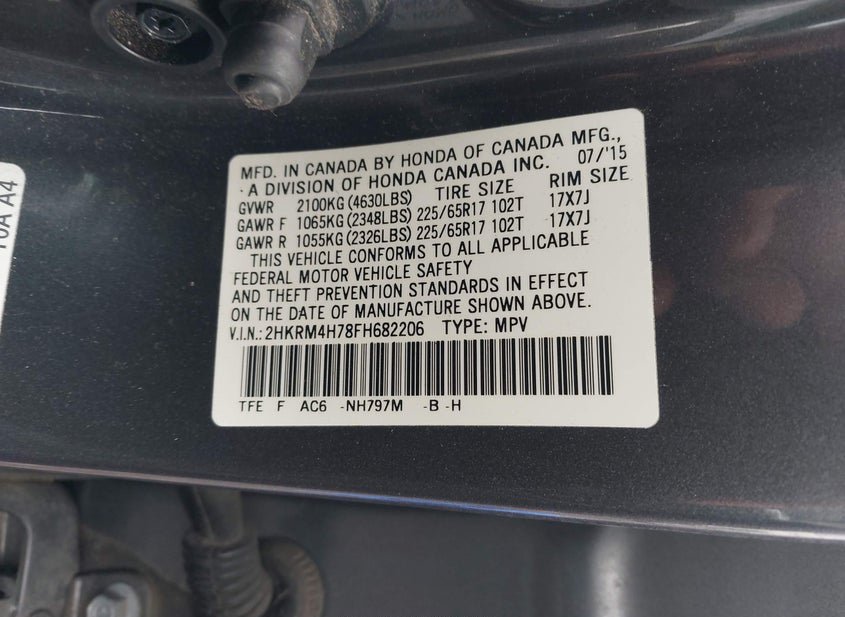 MFD. IN CANADA BY HONDA OF CANADA MFG.,
A DIVISION OF HONDA CANADA INC. 07/'15
GVWR 2100KG (4630LBS) TIRE SIZE RIM SIZE
GAWR F 1065KG (2348LBS) 225/65R17 102T 17X7J
GAWR R 1055KG (2326LBS) 225/65R17 102T 17X7J
THIS VEHICLE CONFORMS TO ALL APPLICABLE
FEDERAL MOTOR VEHICLE SAFETY
AND THEFT PREVENTION STANDARDS IN EFFECT
ON THE DATE OF MANUFACTURE SHOWN ABOVE.
V.I.N.: 2HKRM4H78FH682206 TYPE: MPV
TFE F AC6 -NH797M -B -H
10A A4